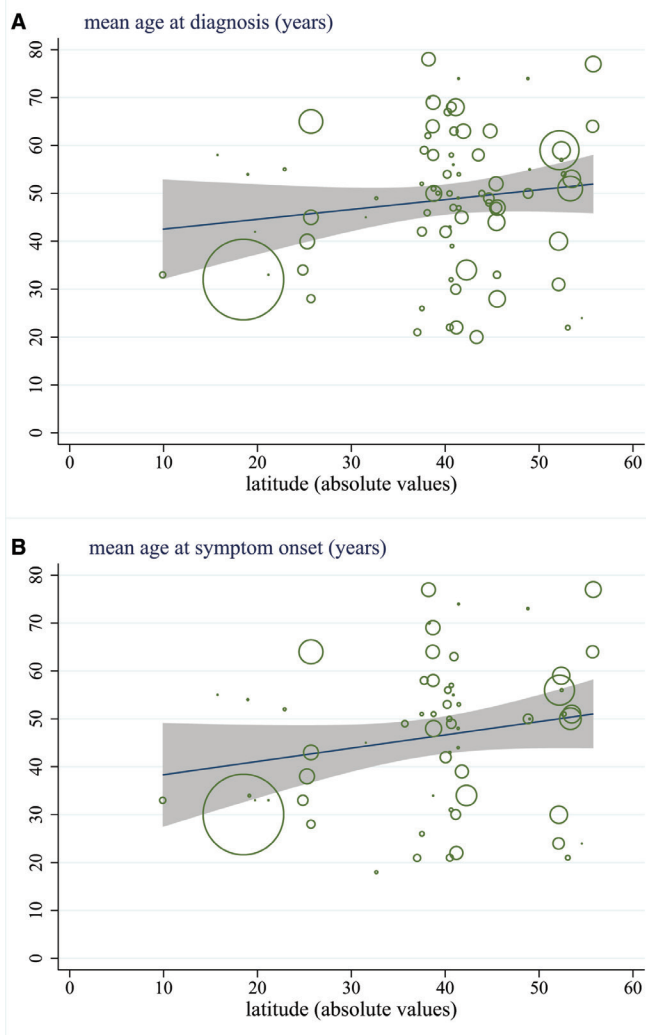 A
mean age at diagnosis (years)
80
70
60
50
40
30
20
10
0
0 10 20 30 40 50 60
latitude (absolute values)
B
mean age at symptom onset (years)
80
70
60
50
40
30
20
10
0
0 10 20 30 40 50 60
latitude (absolute values)